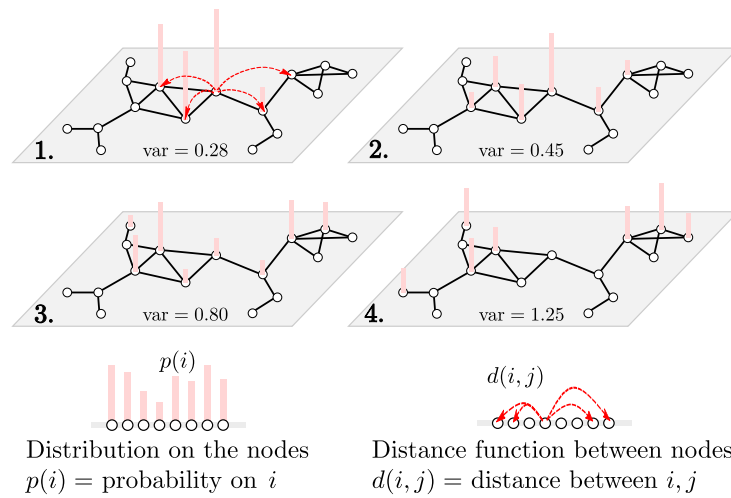 1.
var = 0.28
2.
var = 0.45
3.
var = 0.80
4.
var = 1.25
p(i)
d(i, j)
Distribution on the nodes
p(i) = probability on i
Distance function between nodes
d(i, j) = distance between i, j